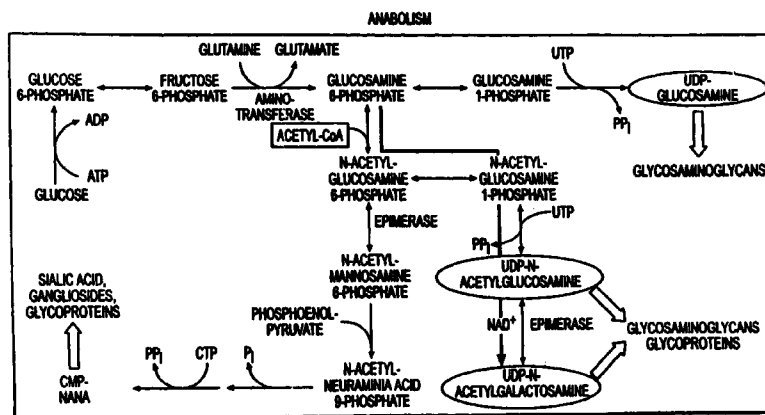 ANABOLISM
GLUTAMINE GLUTAMATE
UTP
GLUCOSE
6-PHOSPHATE
FRUCTOSE
6-PHOSPHATE
AMINO-
TRANSFERASE
GLUCOSAMINE
6-PHOSPHATE
GLUCOSAMINE
1-PHOSPHATE
UDP-
GLUCOSAMINE
PPI
ADP
ATP
GLUCOSE
ACETYL-CoA
GLYCOSAMINOGLYCANS
N-ACETYL-
GLUCOSAMINE
6-PHOSPHATE
N-ACETYL-
GLUCOSAMINE
1-PHOSPHATE
EPIMERASE
UTP
PPI
N-ACETYL-
MANNOSAMINE
6-PHOSPHATE
UDP-N-
ACETYLGLUCOSAMINE
SIALIC ACID,
GANGLIOSIDES,
GLYCOPROTEINS
PHOSPHOENOL-
PYRUVATE
NAD+
EPIMERASE
GLYCOSAMINOGLYCANS
GLYCOPROTEINS
PPI
CTP
PI
CMP-
NANA
N-ACETYL-
NEURAMINIA ACID
9-PHOSPHATE
UDP-N-
ACETYLGALACTOSAMINE